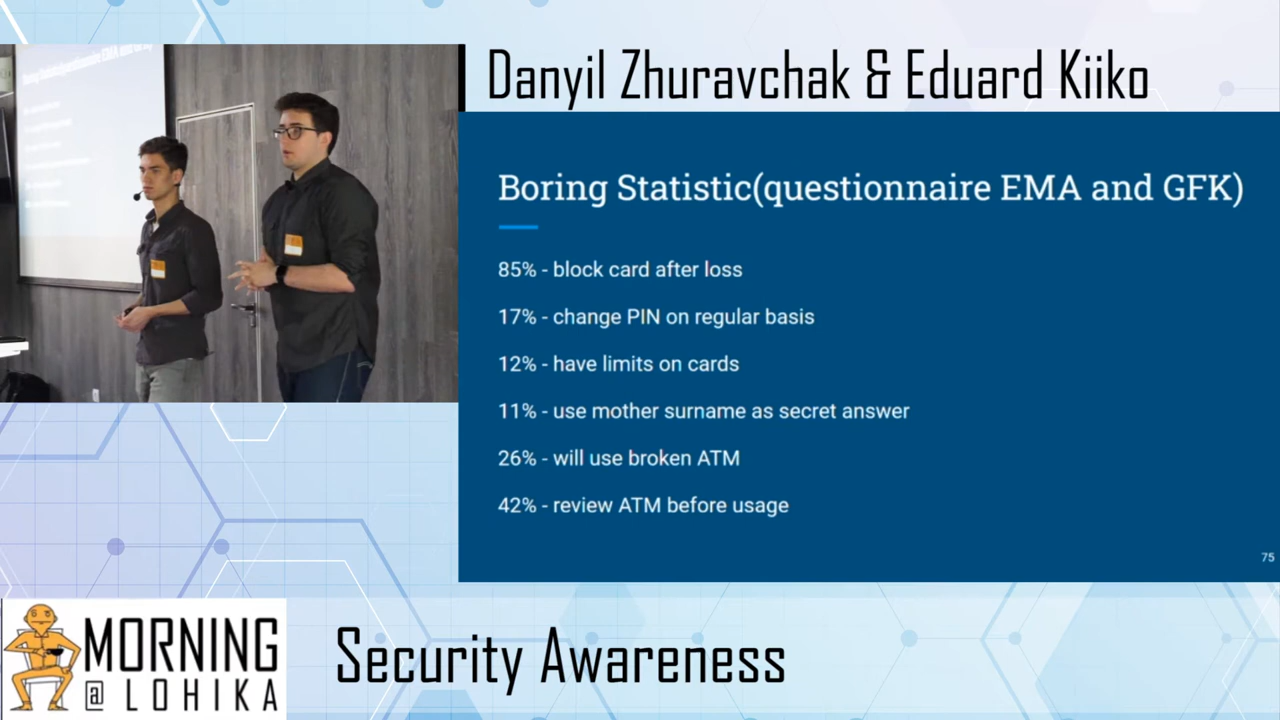 Danyil Zhuravchak & Eduard Kiiko
Boring Statistic(questionnaire EMA and GFK)
85% - block card after loss
17% - change PIN on regular basis
12% - have limits on cards
11% - use mother surname as secret answer
26% - will use broken ATM
42% - review ATM before usage
75
MORNING
@ LOHIKA
Security Awareness